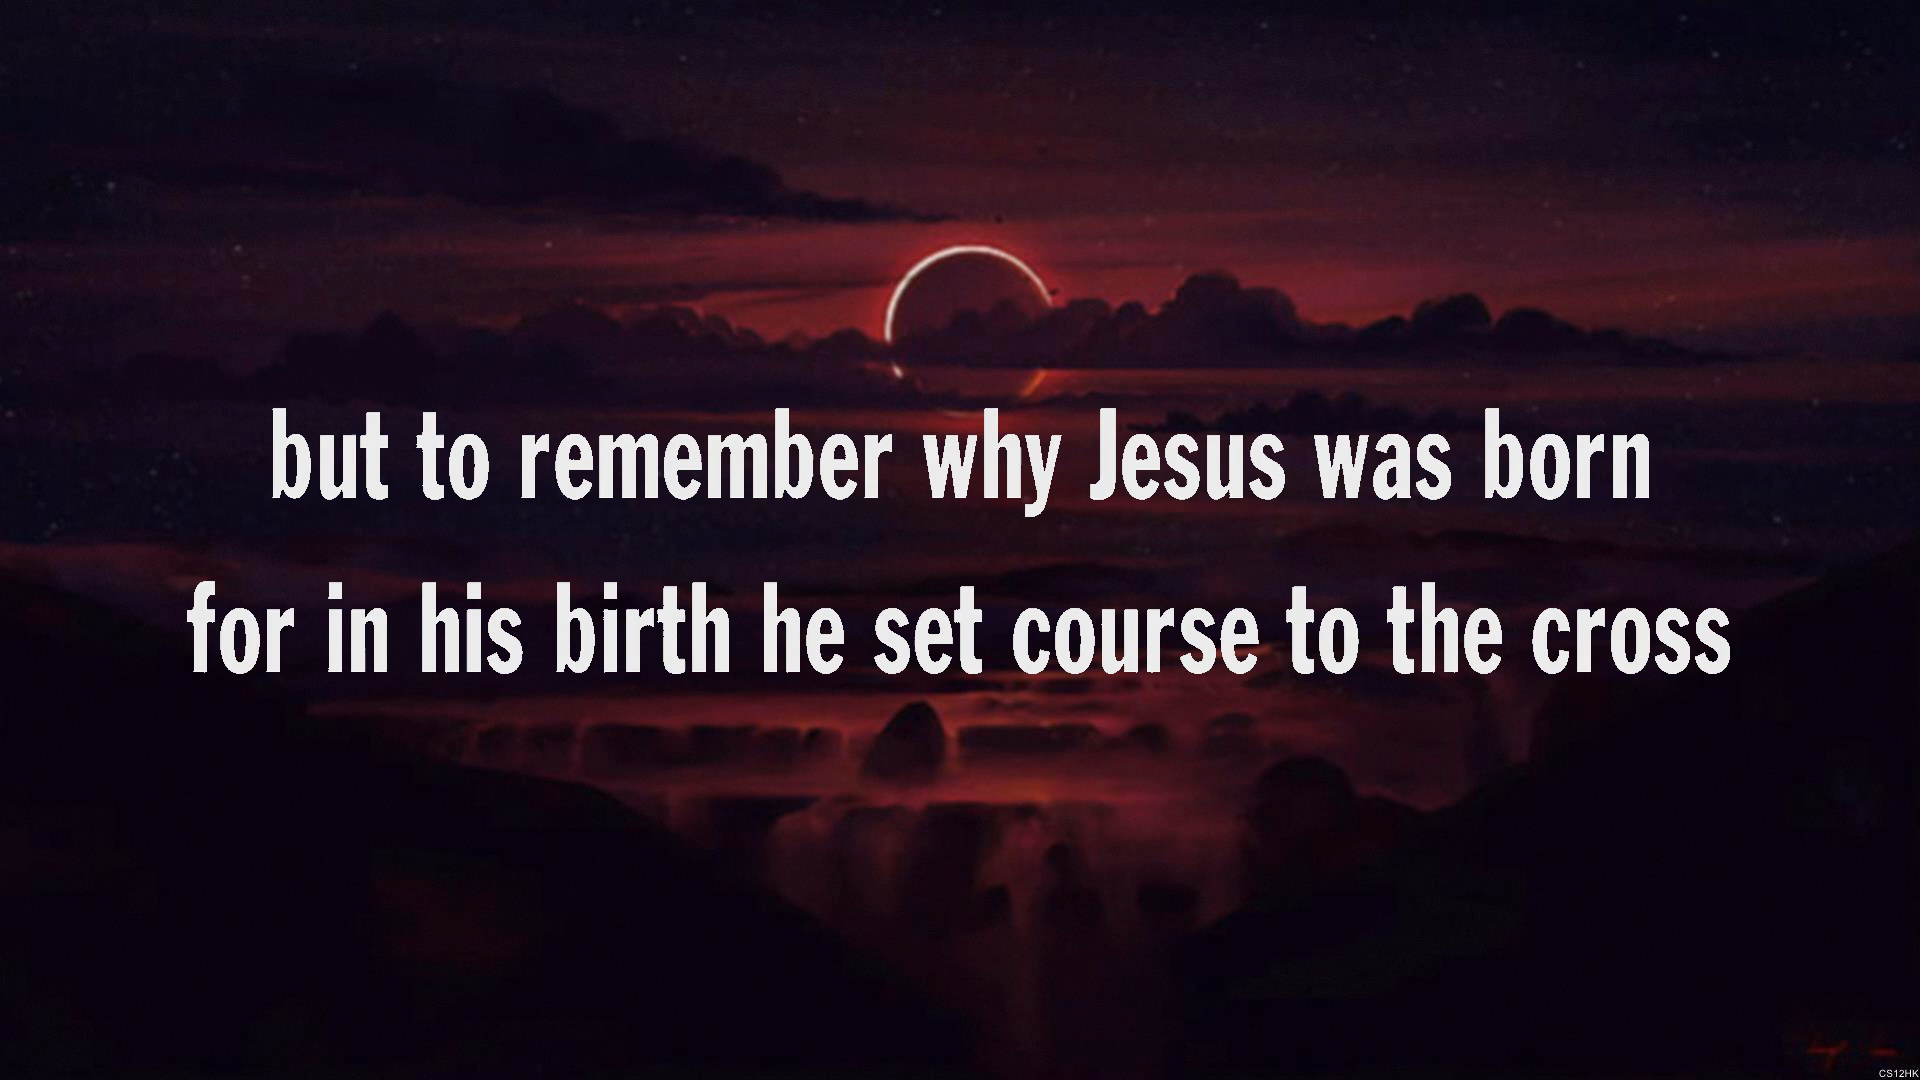 but to remember why Jesus was born
for in his birth he set course to the cross
CS12HK